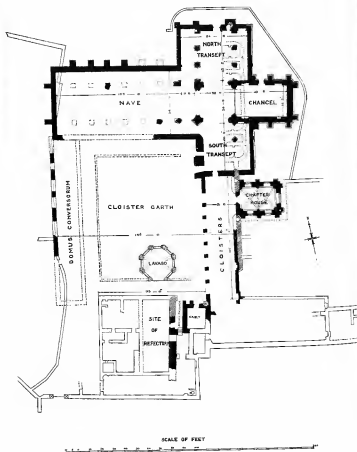 NORTH
TRANSEPT
NAVE
CHANCEL
SOUTH
TRANSEPT
CHAPTER
HOUSE
CLOISTER GARTH
DOMUS CONVERSORUM
CLOISTERS
LAVABO
SITE
OF
REFECTORY
SCALE OF FEET